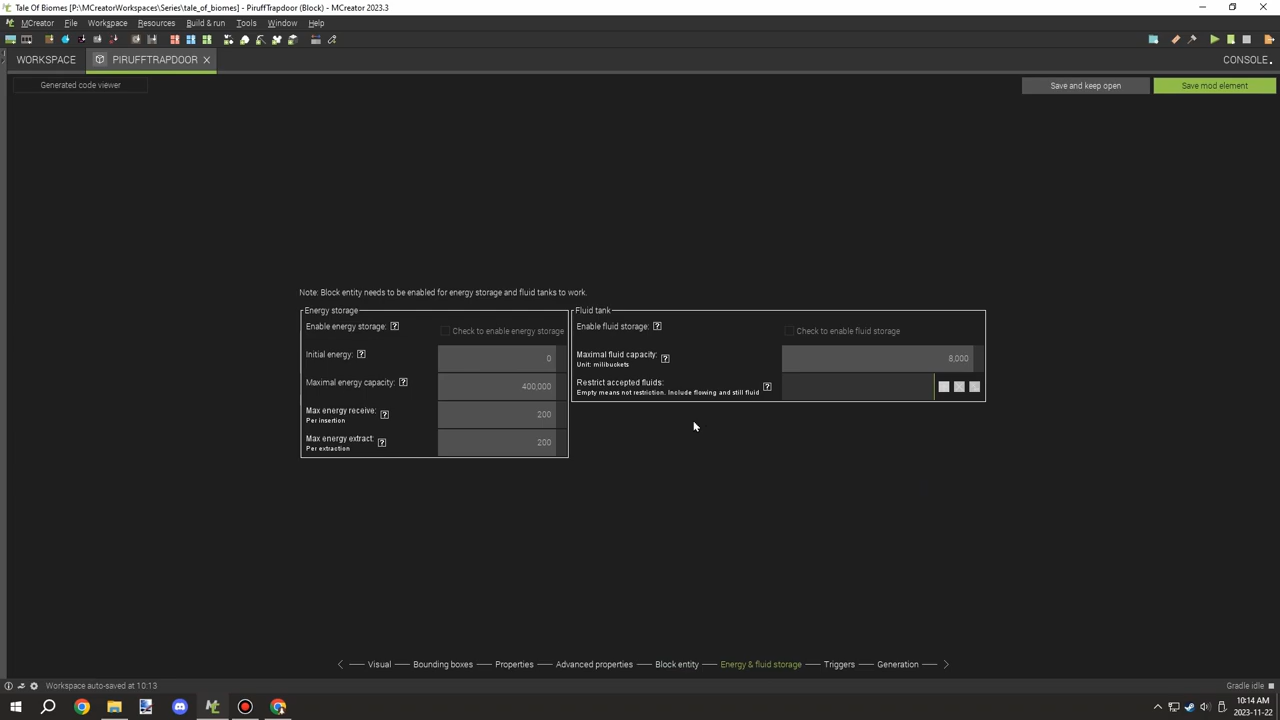 Tale Of Biomes [P:\MCreatorWorkspaces\Series\tale_of_biomes] - PiruffTrapdoor (Block) - MCreator 2023.3
MCreator File Workspace Resources Build & run Tools Window Help
WORKSPACE PIRUFFTRAPDOOR CONSOLE
Generated code viewer Save and keep open Save mod element
Note: Block entity needs to be enabled for energy storage and fluid tanks to work.
Energy storage
Enable energy storage: ? Check to enable energy storage
Initial energy: ? 0
Maximal energy capacity: ? 400,000
Max energy receive: ? 200
Per insertion
Max energy extract: ? 200
Per extraction
Fluid tank
Enable fluid storage: ? Check to enable fluid storage
Maximal fluid capacity: ? 8,000
Unit: milibuckets
Restrict accepted fluids: ?
Empty means not restriction. Include flowing and still fluid
Visual Bounding boxes Properties Advanced properties Block entity Energy & fluid storage Triggers Generation
Workspace auto-saved at 10:13 Gradle idle
10:14 AM
2023-11-22